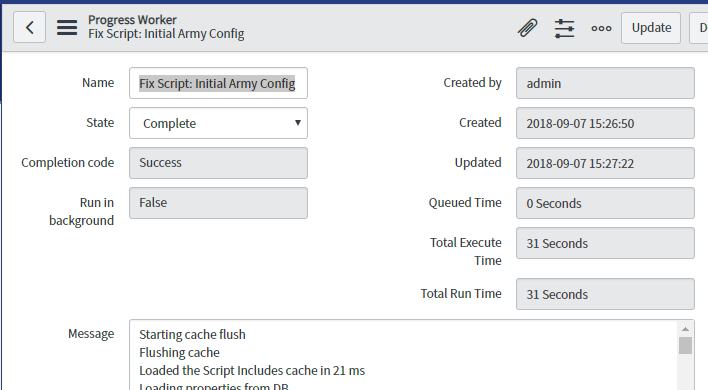 Progress Worker
Fix Script: Initial Army Config
Update
D
Name Fix Script: Initial Army Config
Created by admin
State Complete
Created 2018-09-07 15:26:50
Completion code Success
Updated 2018-09-07 15:27:22
Run in background False
Queued Time 0 Seconds
Total Execute Time 31 Seconds
Total Run Time 31 Seconds
Message Starting cache flush
Flushing cache
Loaded the Script Includes cache in 21 ms
Loading properties from DB